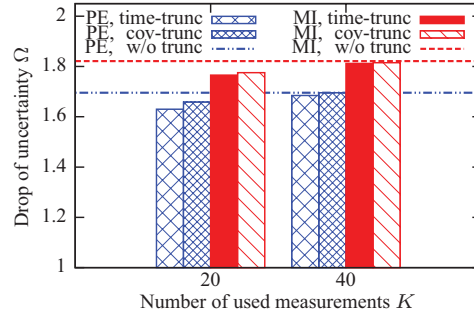 2
1.8
1.6
1.4
1.2
1
Drop of uncertainty Ω
PE, time-trunc
PE, cov-trunc
PE, w/o trunc
MI, time-trunc
MI, cov-trunc
MI, w/o trunc
20
40
Number of used measurements K